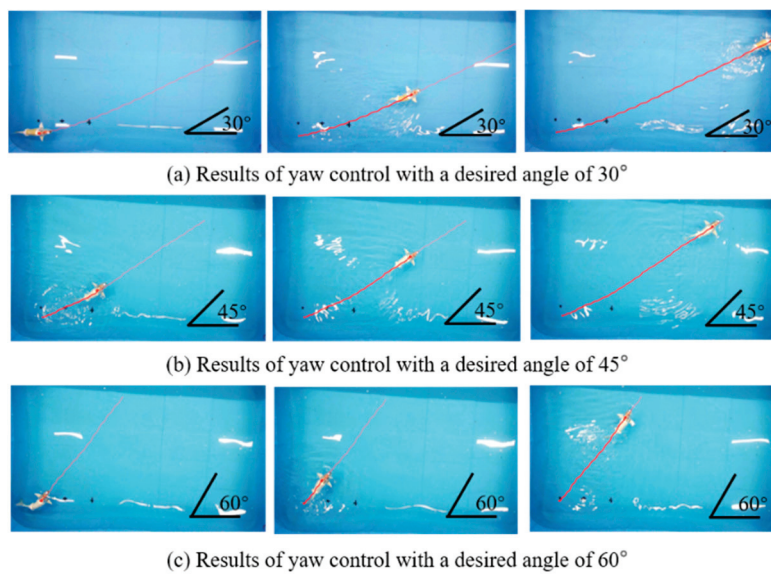 30° 30° 30°
(a) Results of yaw control with a desired angle of 30°
45° 45° 45°
(b) Results of yaw control with a desired angle of 45°
60° 60° 60°
(c) Results of yaw control with a desired angle of 60°